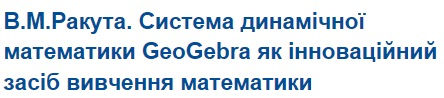 В.М.Ракута. Система динамічної
математики GeoGebra як інноваційний
засіб вивчення математики